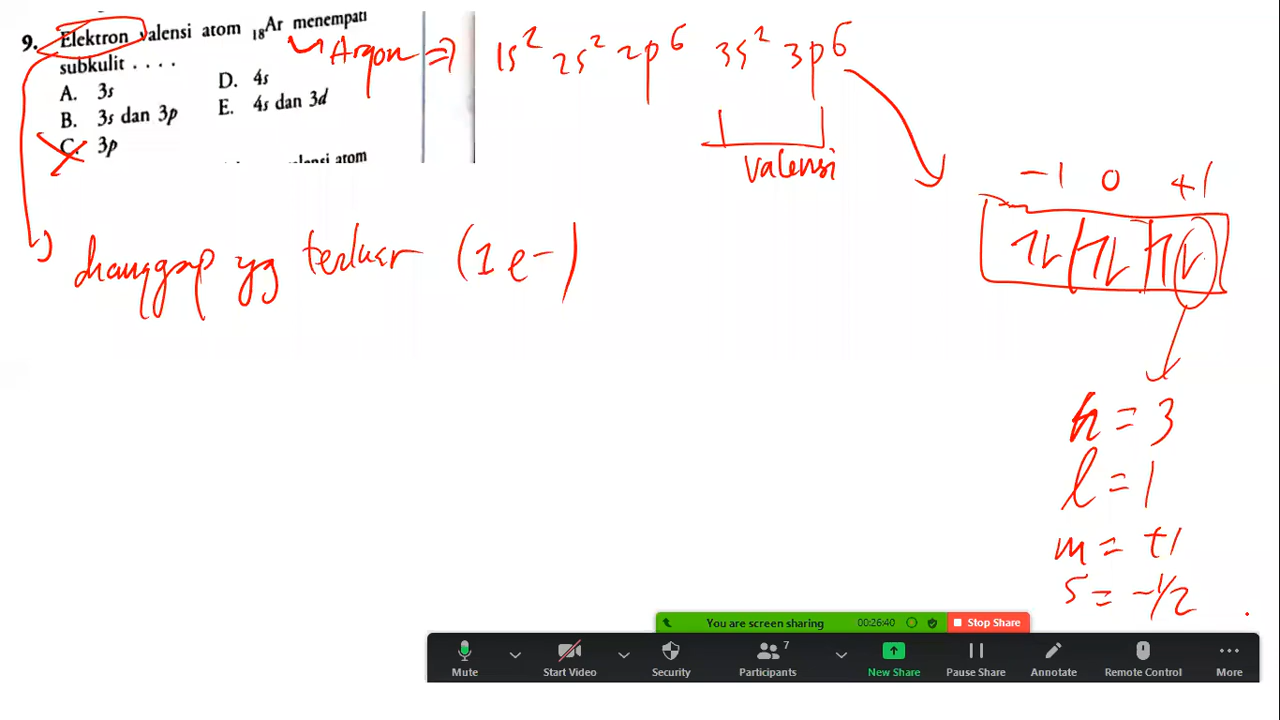 9. Elektron valensi atom ₁₈Ar menempati
subkulit . . . .
A. 3s
B. 3s dan 3p
C. 3p
D. 4s
E. 4s dan 3d
ensi atom
Argon ⇒ 1s² 2s² 2p⁶ 3s² 3p⁶
valensi
-1 0 +1
dianggap yg terluar (1 e-)
n = 3
l = 1
m = +1
s = -1/2
You are screen sharing 00:26:40 Stop Share
Mute
Start Video
Security
Participants 7
New Share
Pause Share
Annotate
Remote Control
More